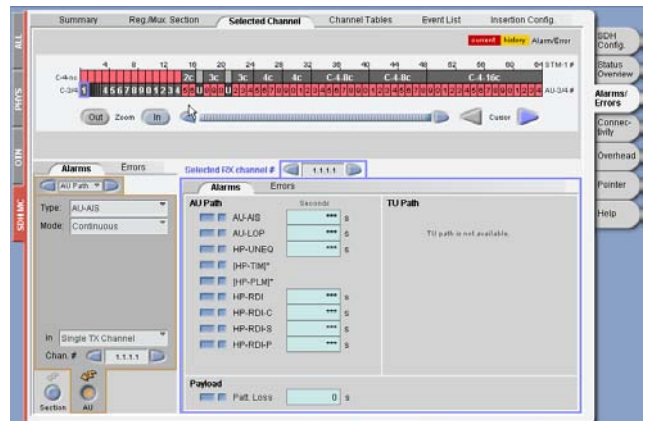 Summary Reg./Mux. Section Selected Channel Channel Tables Event List Insertion Config.
current history Alarm/Error
4 8 12 16 20 24 28 32 36 40 44 48 52 56 60 64 STM-1 #
2c 2c 3c 3c 4c 4c C-4-8c C-4-8c C-4-16c
C-3/4 AU-3/4 #
Out Zoom In Cursor
ALL
PHYS
OTN
SDH MC
SDH Config.
Status Overview
Alarms/ Errors
Connec- tivity
Overhead
Pointer
Help
Alarms Errors
AU Path
Type: AU-AIS
Mode: Continuous
In Single TX Channel
Chan. # 1.1.1.1
Section AU
Selected RX channel # 1.1.1.1
Alarms Errors
AU Path Seconds TU Path
AU-AIS *** s
AU-LOP *** s
TU path is not available.
HP-UNEQ *** s
[HP-TIM]*
[HP-PLM]*
HP-RDI *** s
HP-RDI-C *** s
HP-RDI-S *** s
HP-RDI-P *** s
Payload
Patt. Loss 0 s